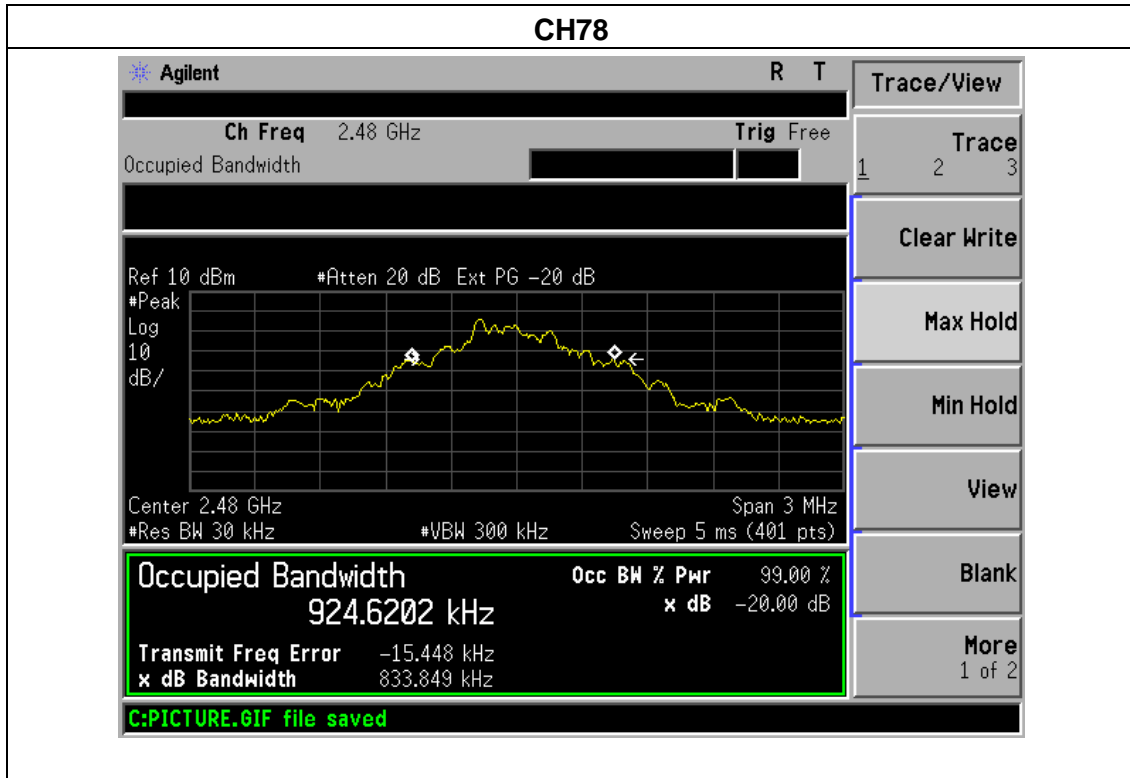 CH78
Agilent R T
Ch Freq 2.48 GHz Trig Free
Occupied Bandwidth
Ref 10 dBm #Atten 20 dB Ext PG -20 dB
#Peak
Log
10
dB/
Center 2.48 GHz Span 3 MHz
#Res BW 30 kHz #VBW 300 kHz Sweep 5 ms (401 pts)
Occupied Bandwidth Occ BW % Pwr 99.00 %
924.6202 kHz x dB -20.00 dB
Transmit Freq Error -15.448 kHz
x dB Bandwidth 833.849 kHz
C:PICTURE.GIF file saved
Trace/View
Trace
1 2 3
Clear Write
Max Hold
Min Hold
View
Blank
More
1 of 2